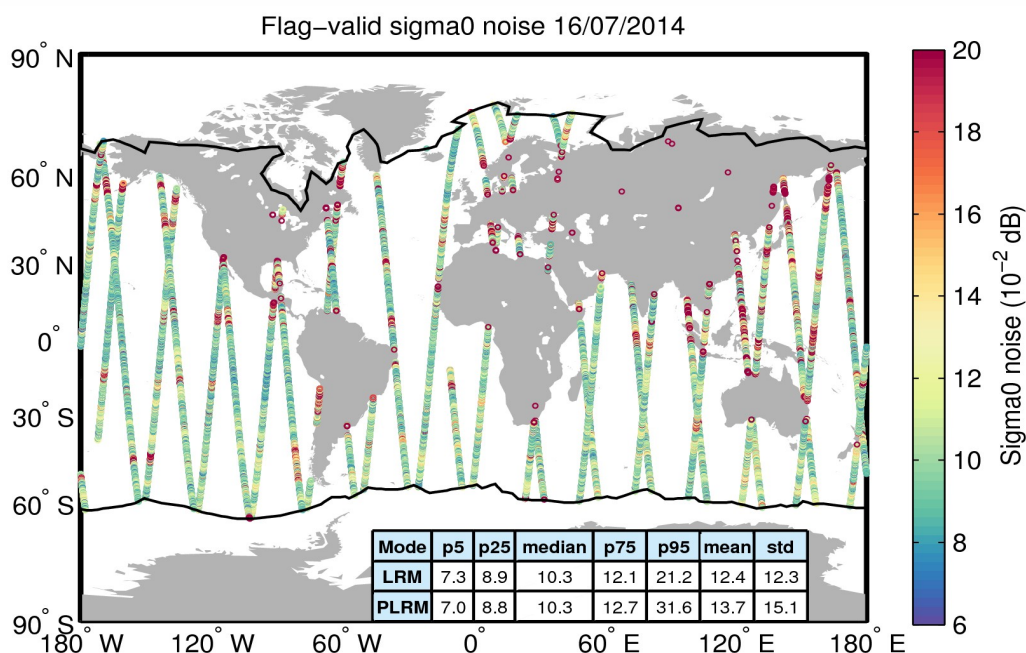 Flag−valid sigma0 noise 16/07/2014
90° N
60° N
30° N
0°
30° S
60° S
90° S
180° W
120° W
60° W
0°
60° E
120° E
180° E
Mode p5 p25 median p75 p95 mean std
LRM 7.3 8.9 10.3 12.1 21.2 12.4 12.3
PLRM 7.0 8.8 10.3 12.7 31.6 13.7 15.1
20
18
16
14
12
10
8
6
Sigma0 noise (10⁻² dB)